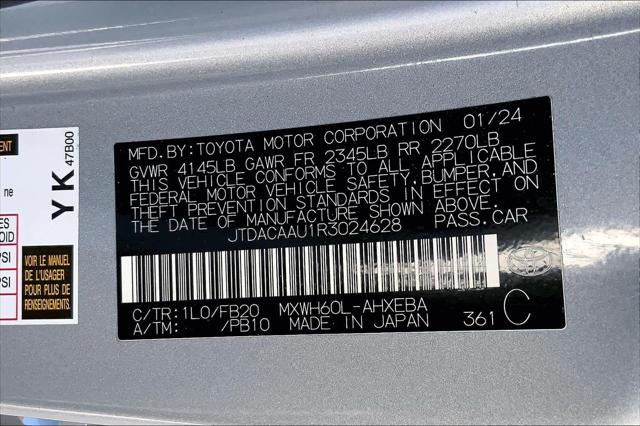 MFD.BY:TOYOTA MOTOR CORPORATION 01/24
GVWR 4145LB GAWR FR 2345LB RR 2270LB
THIS VEHICLE CONFORMS TO ALL APPLICABLE
FEDERAL MOTOR VEHICLE SAFETY,BUMPER,AND
THEFT PREVENTION STANDARDS IN EFFECT ON
THE DATE OF MANUFACTURE SHOWN ABOVE.
JTDACAAU1R3024628 PASS.CAR
C/TR:1L0/FB20 MXWH60L-AHXEBA
A/TM: /PB10 MADE IN JAPAN 361 C
YK 47B00
ne
PSI
VOIR LE MANUEL
DE L'USAGER
POUR PLUS DE
RENSEIGNEMENTS